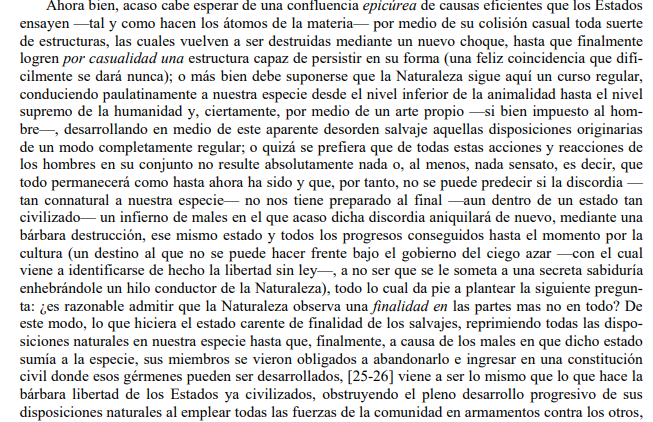 Ahora bien, acaso cabe esperar de una confluencia epicúrea de causas eficientes que los Estados
ensayen —tal y como hacen los átomos de la materia— por medio de su colisión casual toda suerte
de estructuras, las cuales vuelven a ser destruidas mediante un nuevo choque, hasta que finalmente
logren por casualidad una estructura capaz de persistir en su forma (una feliz coincidencia que difí-
cilmente se dará nunca); o más bien debe suponerse que la Naturaleza sigue aquí un curso regular,
conduciendo paulatinamente a nuestra especie desde el nivel inferior de la animalidad hasta el nivel
supremo de la humanidad y, ciertamente, por medio de un arte propio —si bien impuesto al hom-
bre—, desarrollando en medio de este aparente desorden salvaje aquellas disposiciones originarias
de un modo completamente regular; o quizá se prefiera que de todas estas acciones y reacciones de
los hombres en su conjunto no resulte absolutamente nada o, al menos, nada sensato, es decir, que
todo permanecerá como hasta ahora ha sido y que, por tanto, no se puede predecir si la discordia —
tan connatural a nuestra especie— no nos tiene preparado al final —aun dentro de un estado tan
civilizado— un infierno de males en el que acaso dicha discordia aniquilará de nuevo, mediante una
bárbara destrucción, ese mismo estado y todos los progresos conseguidos hasta el momento por la
cultura (un destino al que no se puede hacer frente bajo el gobierno del ciego azar —con el cual
viene a identificarse de hecho la libertad sin ley—, a no ser que se le someta a una secreta sabiduría
enhebrándole un hilo conductor de la Naturaleza), todo lo cual da pie a plantear la siguiente pregun-
ta: ¿es razonable admitir que la Naturaleza observa una finalidad en las partes mas no en todo? De
este modo, lo que hiciera el estado carente de finalidad de los salvajes, reprimiendo todas las dispo-
siciones naturales en nuestra especie hasta que, finalmente, a causa de los males en que dicho estado
sumía a la especie, sus miembros se vieron obligados a abandonarlo e ingresar en una constitución
civil donde esos gérmenes pueden ser desarrollados, [25-26] viene a ser lo mismo que lo que hace la
bárbara libertad de los Estados ya civilizados, obstruyendo el pleno desarrollo progresivo de sus
disposiciones naturales al emplear todas las fuerzas de la comunidad en armamentos contra los otros,